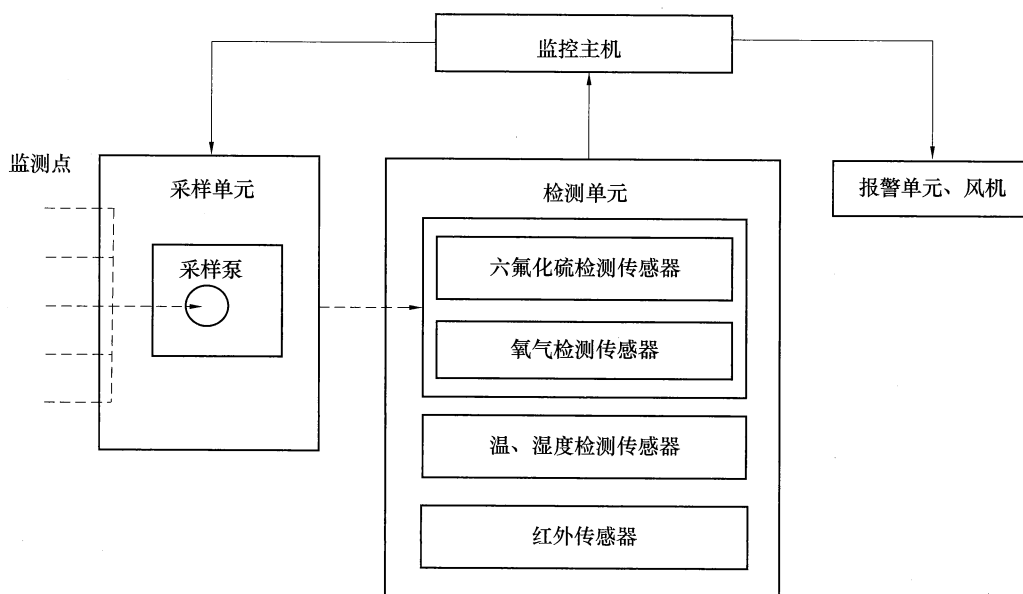 监控主机
监测点
采样单元
检测单元
报警单元、风机
采样泵
六氟化硫检测传感器
氧气检测传感器
温、湿度检测传感器
红外传感器